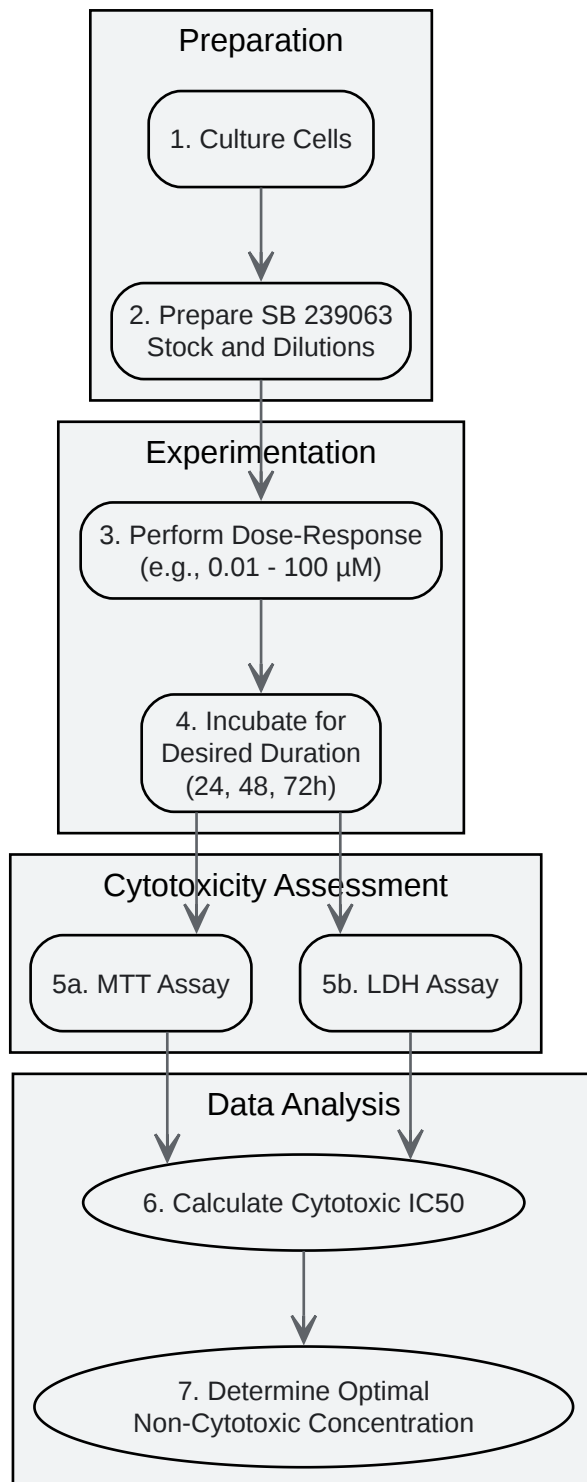 Preparation
1. Culture Cells
2. Prepare SB 239063
Stock and Dilutions
Experimentation
3. Perform Dose-Response
(e.g., 0.01 - 100 µM)
4. Incubate for
Desired Duration
(24, 48, 72h)
Cytotoxicity Assessment
5a. MTT Assay
5b. LDH Assay
Data Analysis
6. Calculate Cytotoxic IC50
7. Determine Optimal
Non-Cytotoxic Concentration